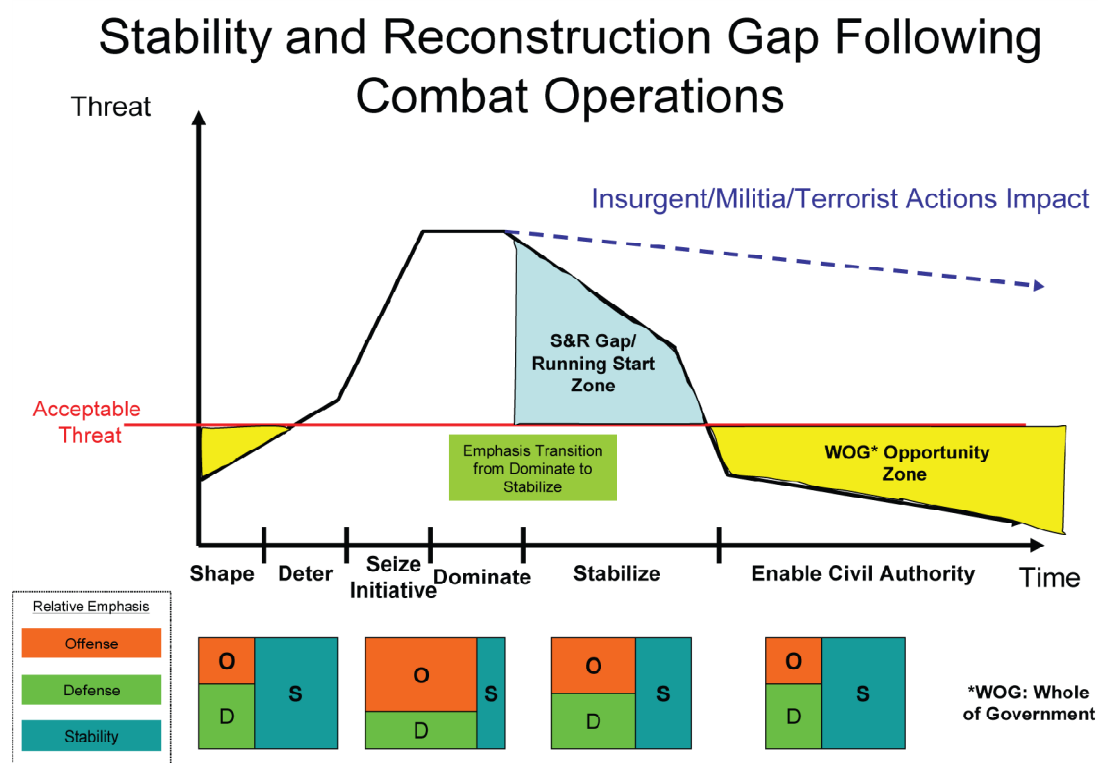 Stability and Reconstruction Gap Following
Combat Operations
Threat
Insurgent/Militia/Terrorist Actions Impact
S&R Gap/
Running Start
Zone
Acceptable
Threat
Emphasis Transition
from Dominate to
Stabilize
WOG* Opportunity
Zone
Shape
Deter
Seize
Initiative
Dominate
Stabilize
Enable Civil Authority
Time
Relative Emphasis
Offense
Defense
Stability
O
D
S
O
D
S
O
D
S
O
D
S
*WOG: Whole
of Government